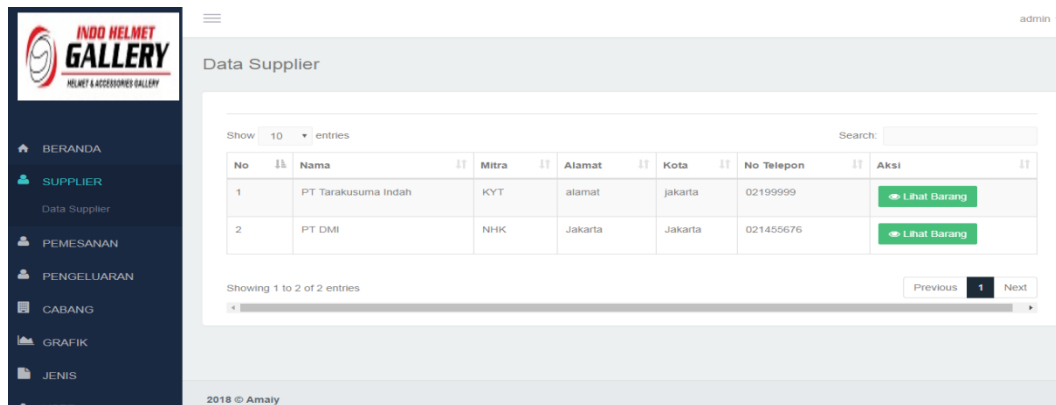 INDO HELMET
GALLERY
HELMET & ACCESSORIES GALLERY
admin
Data Supplier
BERANDA
SUPPLIER
Data Supplier
PEMESANAN
PENGELUARAN
CABANG
GRAFIK
JENIS
Show 10 entries
Search:
No Nama Mitra Alamat Kota No Telepon Aksi
1 PT Tarakusuma Indah KYT alamat jakarta 02199999 Lihat Barang
2 PT DMI NHK Jakarta Jakarta 021455676 Lihat Barang
Showing 1 to 2 of 2 entries
Previous 1 Next
2018 © Amaiy